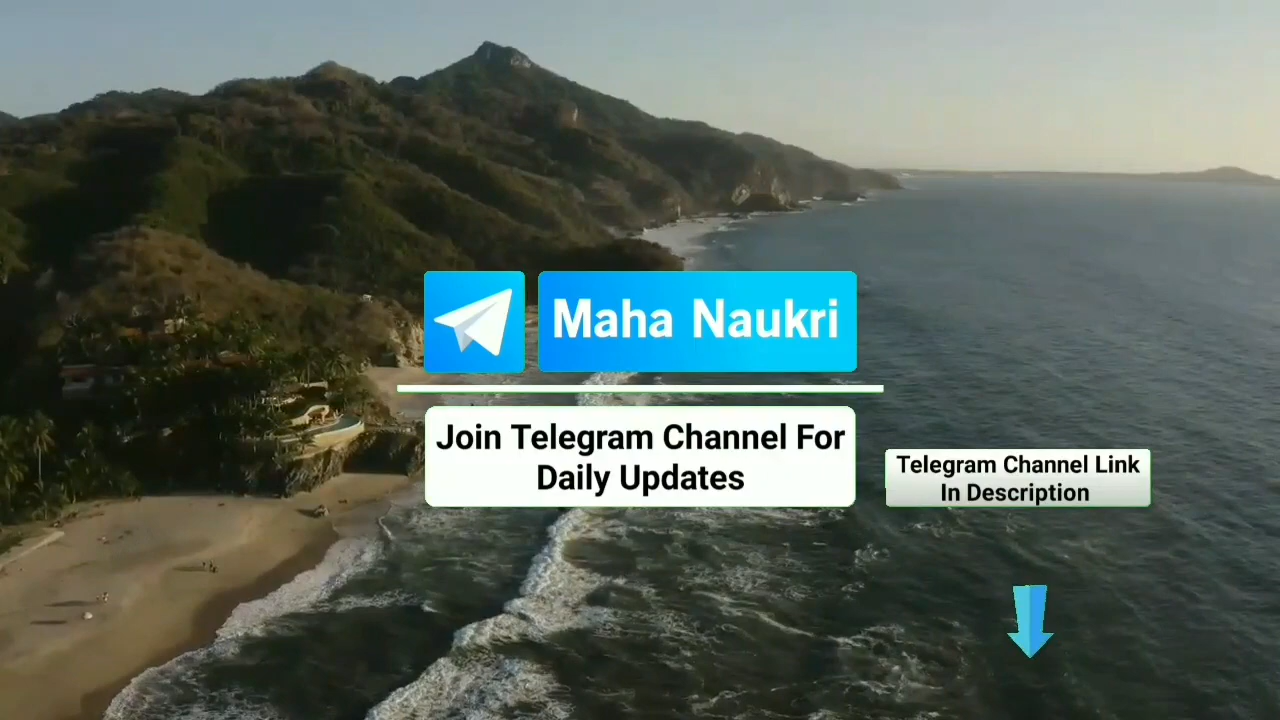 Maha Naukri
Join Telegram Channel For
Daily Updates
Telegram Channel Link
In Description